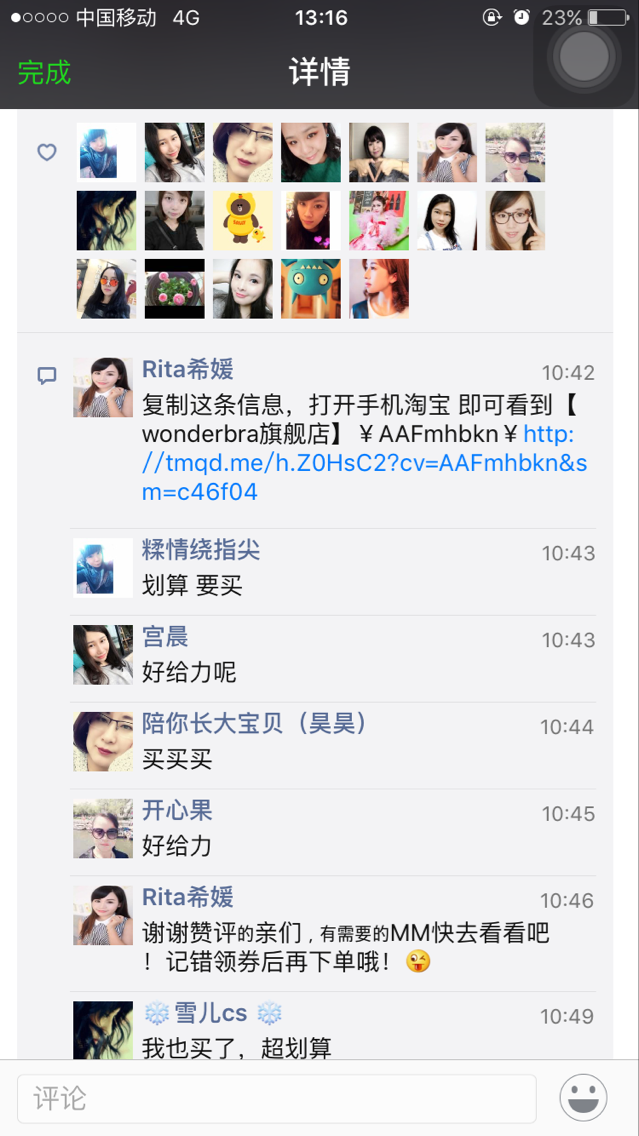 中国移动 4G 13:16 23%
完成 详情
Rita希媛 10:42
复制这条信息，打开手机淘宝 即可看到【
wonderbra旗舰店】￥AAFmhbkn￥http:
//tmqd.me/h.Z0HsC2?cv=AAFmhbkn&s
m=c46f04
糅情绕指尖 10:43
划算 要买
宫晨 10:43
好给力呢
陪你长大宝贝（昊昊） 10:44
买买买
开心果 10:45
好给力
Rita希媛 10:46
谢谢赞评的亲们，有需要的MM快去看看吧
！记错领券后再下单哦！😜
❄️雪儿cs ❄️ 10:49
我也买了，超划算
评论